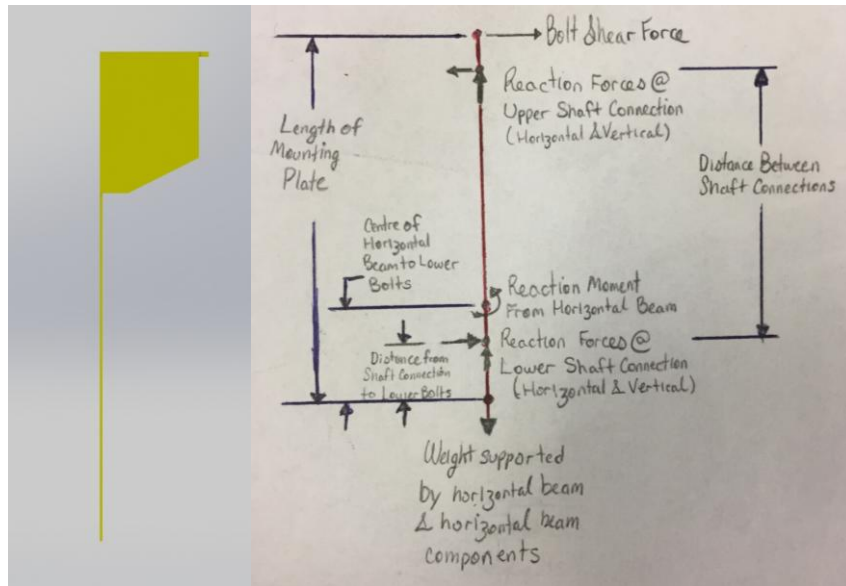 Bolt Shear Force
Reaction Forces @
Upper Shaft Connection
(Horizontal & Vertical)
Length of
Mounting
Plate
Distance Between
Shaft Connections
Centre of
Horizontal
Beam to Lower
Bolts
Reaction Moment
From Horizontal Beam
Reaction Forces @
Lower Shaft Connection
(Horizontal & Vertical)
Distance from
Shaft Connection
to Lower Bolts
Weight supported
by horizontal beam
& horizontal beam
components